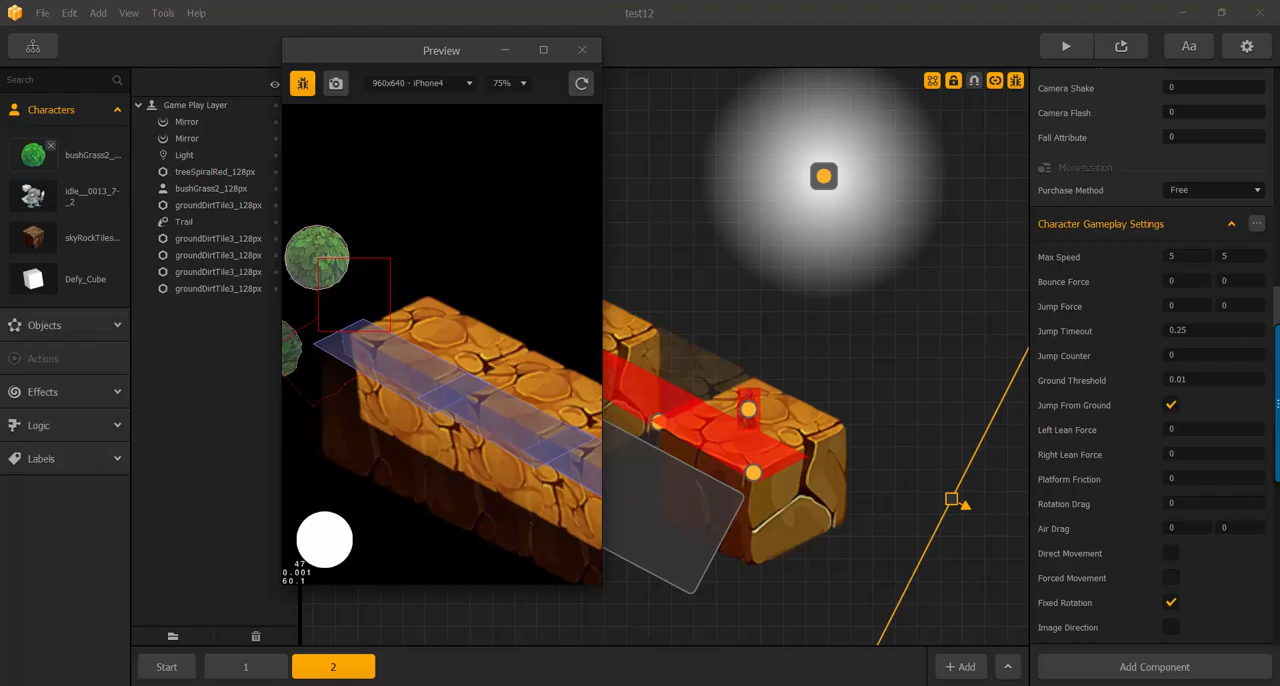 File Edit Add View Tools Help
test12
Aa
Search
Characters
bushGrass2_...
idle__0013_7-
_2
skyRockTiles...
Defy_Cube
Objects
Actions
Effects
Logic
Labels
Game Play Layer
Mirror
Mirror
Light
treeSpiralRed_128px
bushGrass2_128px
groundDirtTile3_128px
Trail
groundDirtTile3_128px
groundDirtTile3_128px
groundDirtTile3_128px
groundDirtTile3_128px
Preview
960x640 - iPhone4
75%
47
0.001
60.1
Camera Shake 0
Camera Flash 0
Fall Attribute 0
Monetization
Purchase Method Free
Character Gameplay Settings
Max Speed 5 5
Bounce Force 0 0
Jump Force 0 0
Jump Timeout 0.25
Jump Counter 0
Ground Threshold 0.01
Jump From Ground
Left Lean Force 0
Right Lean Force 0
Platform Friction 0
Rotation Drag 0
Air Drag 0 0
Direct Movement
Forced Movement
Fixed Rotation
Image Direction
Start 1 2
+ Add
Add Component